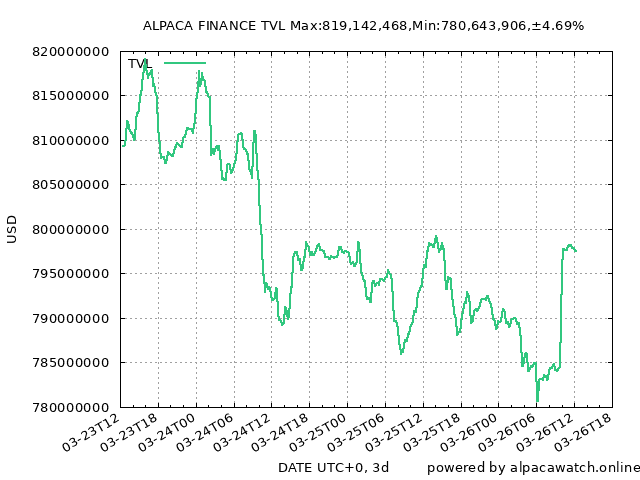 ALPACA FINANCE TVL Max:819,142,468,Min:780,643,906,±4.69%
820000000
TVL
815000000
810000000
805000000
800000000
795000000
790000000
785000000
780000000
USD
03-23T12
03-23T18
03-24T00
03-24T06
03-24T12
03-24T18
03-25T00
03-25T06
03-25T12
03-25T18
03-26T00
03-26T06
03-26T12
03-26T18
DATE UTC+0, 3d
powered by alpacawatch.online